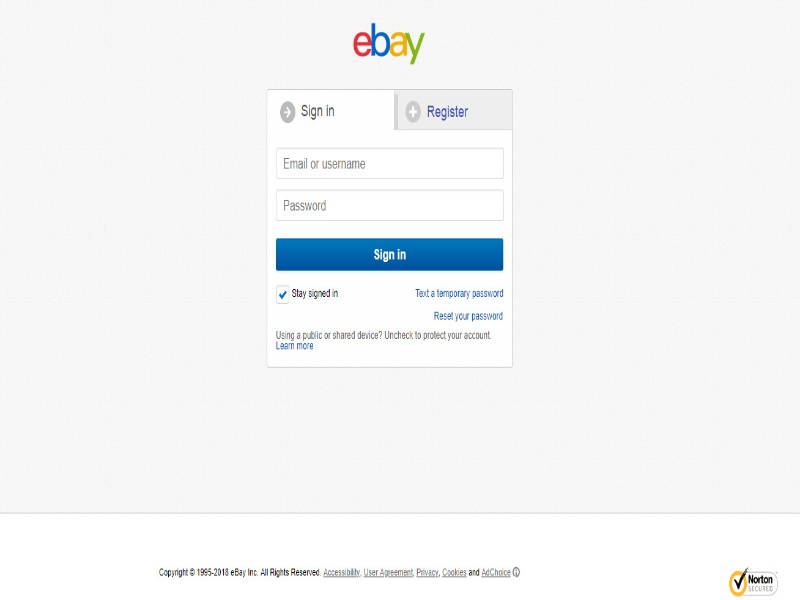 ebay
Sign in
Register
Email or username
Password
Sign in
Stay signed in
Text a temporary password
Reset your password
Using a public or shared device? Uncheck to protect your account.
Learn more
Copyright © 1995-2018 eBay Inc. All Rights Reserved. Accessibility, User Agreement, Privacy, Cookies and AdChoice
Norton
SECURED